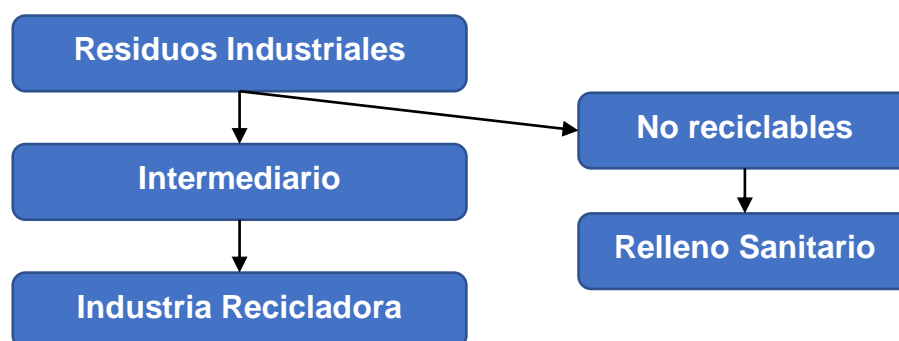 Residuos Industriales
No reciclables
Intermediario
Relleno Sanitario
Industria Recicladora